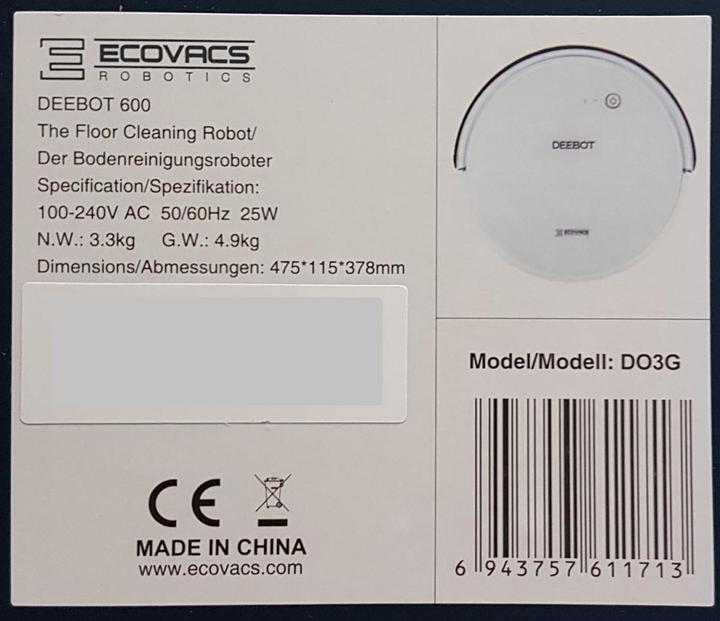 ECOVACS
ROBOTICS
DEEBOT 600
The Floor Cleaning Robot/
Der Bodenreinigungsroboter
Specification/Spezifikation:
100-240V AC 50/60Hz 25W
N.W.: 3.3kg G.W.: 4.9kg
Dimensions/Abmessungen: 475*115*378mm
MADE IN CHINA
www.ecovacs.com
DEEBOT
ECOVACS
Model/Modell: DO3G
6 943757 611713